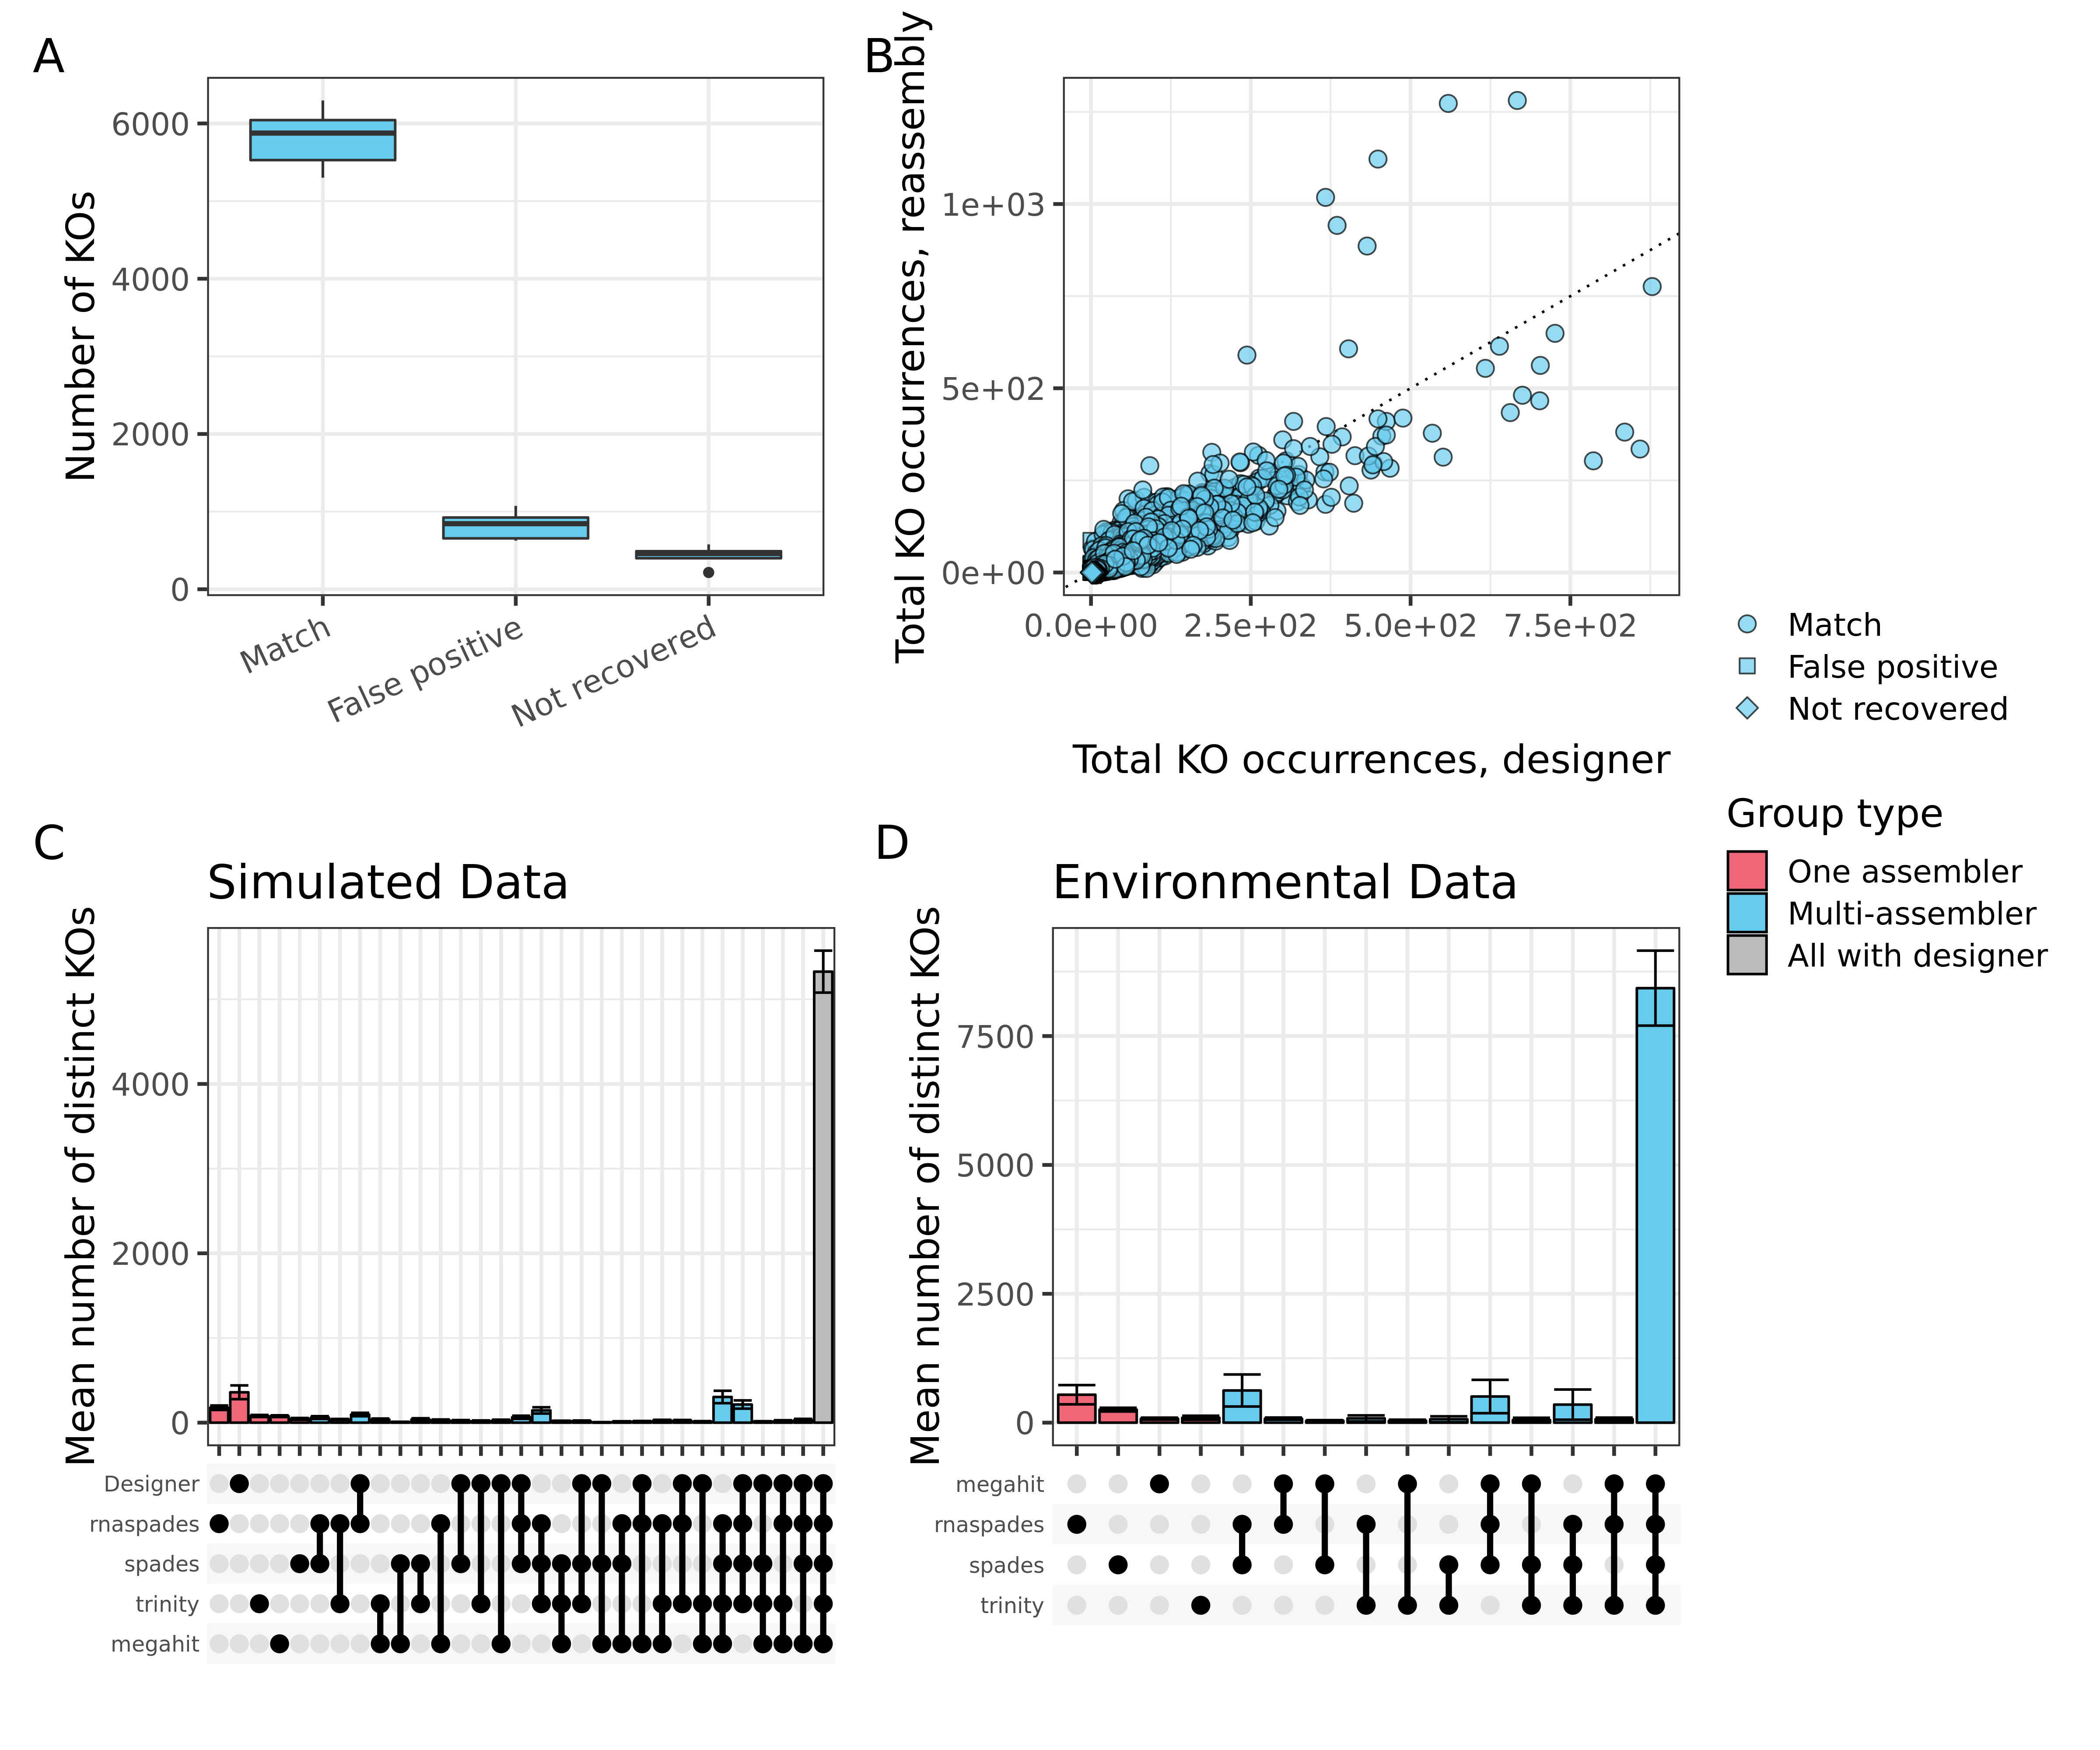 A
Number of KOs
6000
4000
2000
0
Match
False positive
Not recovered
B
Total KO occurrences, reassembly
1e+03
5e+02
0e+00
0.0e+00 2.5e+02 5.0e+02 7.5e+02
Total KO occurrences, designer
Match
False positive
Not recovered
Group type
One assembler
Multi-assembler
All with designer
C
Simulated Data
Mean number of distinct KOs
4000
2000
0
Designer
rnaspades
spades
trinity
megahit
D
Environmental Data
Mean number of distinct KOs
7500
5000
2500
0
megahit
rnaspades
spades
trinity